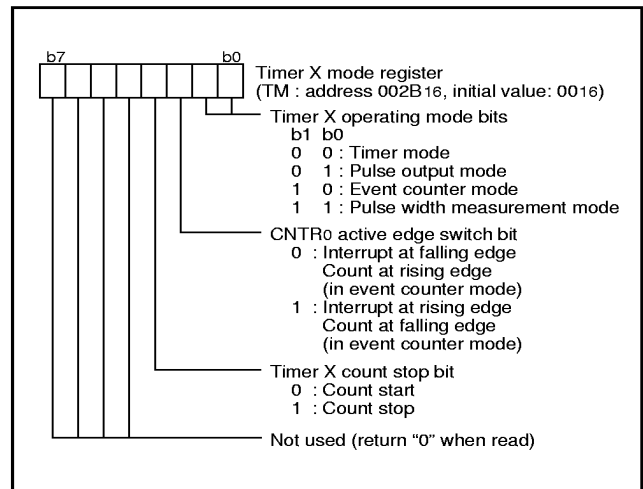 b7 b0
Timer X mode register
(TM : address 002B16, initial value: 0016)
Timer X operating mode bits
b1 b0
0 0 : Timer mode
0 1 : Pulse output mode
1 0 : Event counter mode
1 1 : Pulse width measurement mode
CNTR0 active edge switch bit
0 : Interrupt at falling edge
Count at rising edge
(in event counter mode)
1 : Interrupt at rising edge
Count at falling edge
(in event counter mode)
Timer X count stop bit
0 : Count start
1 : Count stop
Not used (return “0” when read)